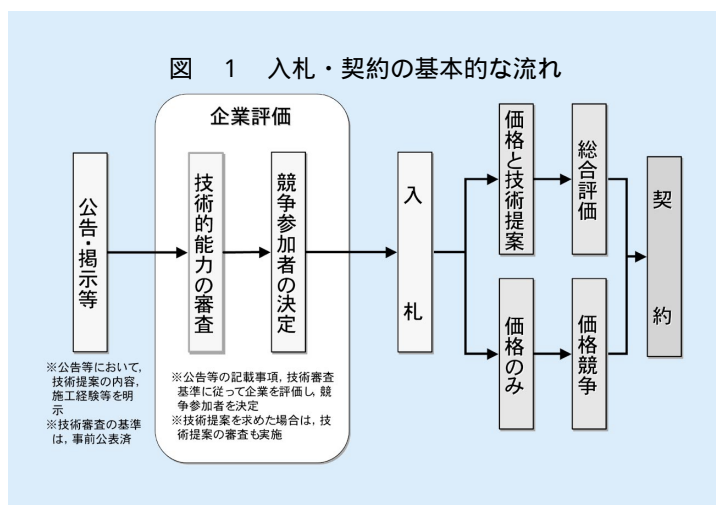 図 1 入札・契約の基本的な流れ
企業評価
公告・掲示等
技術的能力の審査
競争参加者の決定
入札
価格と技術提案
総合評価
価格のみ
価格競争
契約
※公告等において,
技術提案の内容,
施工経験等を明
示
※技術審査の基準
は, 事前公表済
※公告等の記載事項, 技術審査
基準に従って企業を評価し, 競
争参加者を決定
※技術提案を求めた場合は, 技
術提案の審査も実施